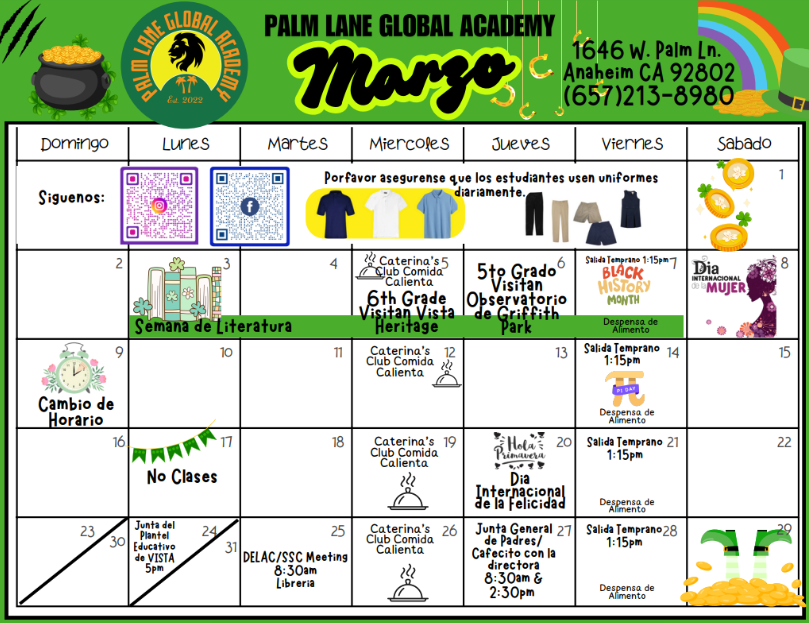 PALM LANE GLOBAL ACADEMY
Est. 2022
PALM LANE GLOBAL ACADEMY
Marzo
1646 W. Palm Ln.
Anaheim CA 92802
(657)213-8980
Domingo
Lunes
Martes
Miercoles
Jueves
Viernes
Sabado
Siguenos:
Porfavor asegurense que los estudiantes usen uniformes
diariamente.
1
2
3
4
Caterina's 5
Club Comida
Calienta
6th Grade
Visitan Vista
Heritage
5to Grado 6
Visitan
Observatorio
de Griffith
Park
Salida Temprano 1:15pm 7
BLACK
HISTORY
MONTH
Despensa de
Alimento
8
Dia
INTERNACIONAL
de la MUJER
Semana de Literatura
9
Cambio de
Horario
10
11
Caterina's 12
Club Comida
Calienta
13
Salida Temprano 14
1:15pm
π
PI DAY
Despensa de
Alimento
15
16
17
No Clases
18
Caterina's 19
Club Comida
Calienta
20
Hola
Primavera
Dia
Internacional
de la Felicidad
Salida Temprano 21
1:15pm
Despensa de
Alimento
22
23
30
Junta del
Plantel
Educativo
de VISTA
5pm
24
31
25
DELAC/SSC Meeting
8:30am
Libreria
Caterina's 26
Club Comida
Calienta
Junta General 27
de Padres/
Cafecito con la
directora
8:30am &
2:30pm
Salida Temprano 28
1:15pm
Despensa de
Alimento
29